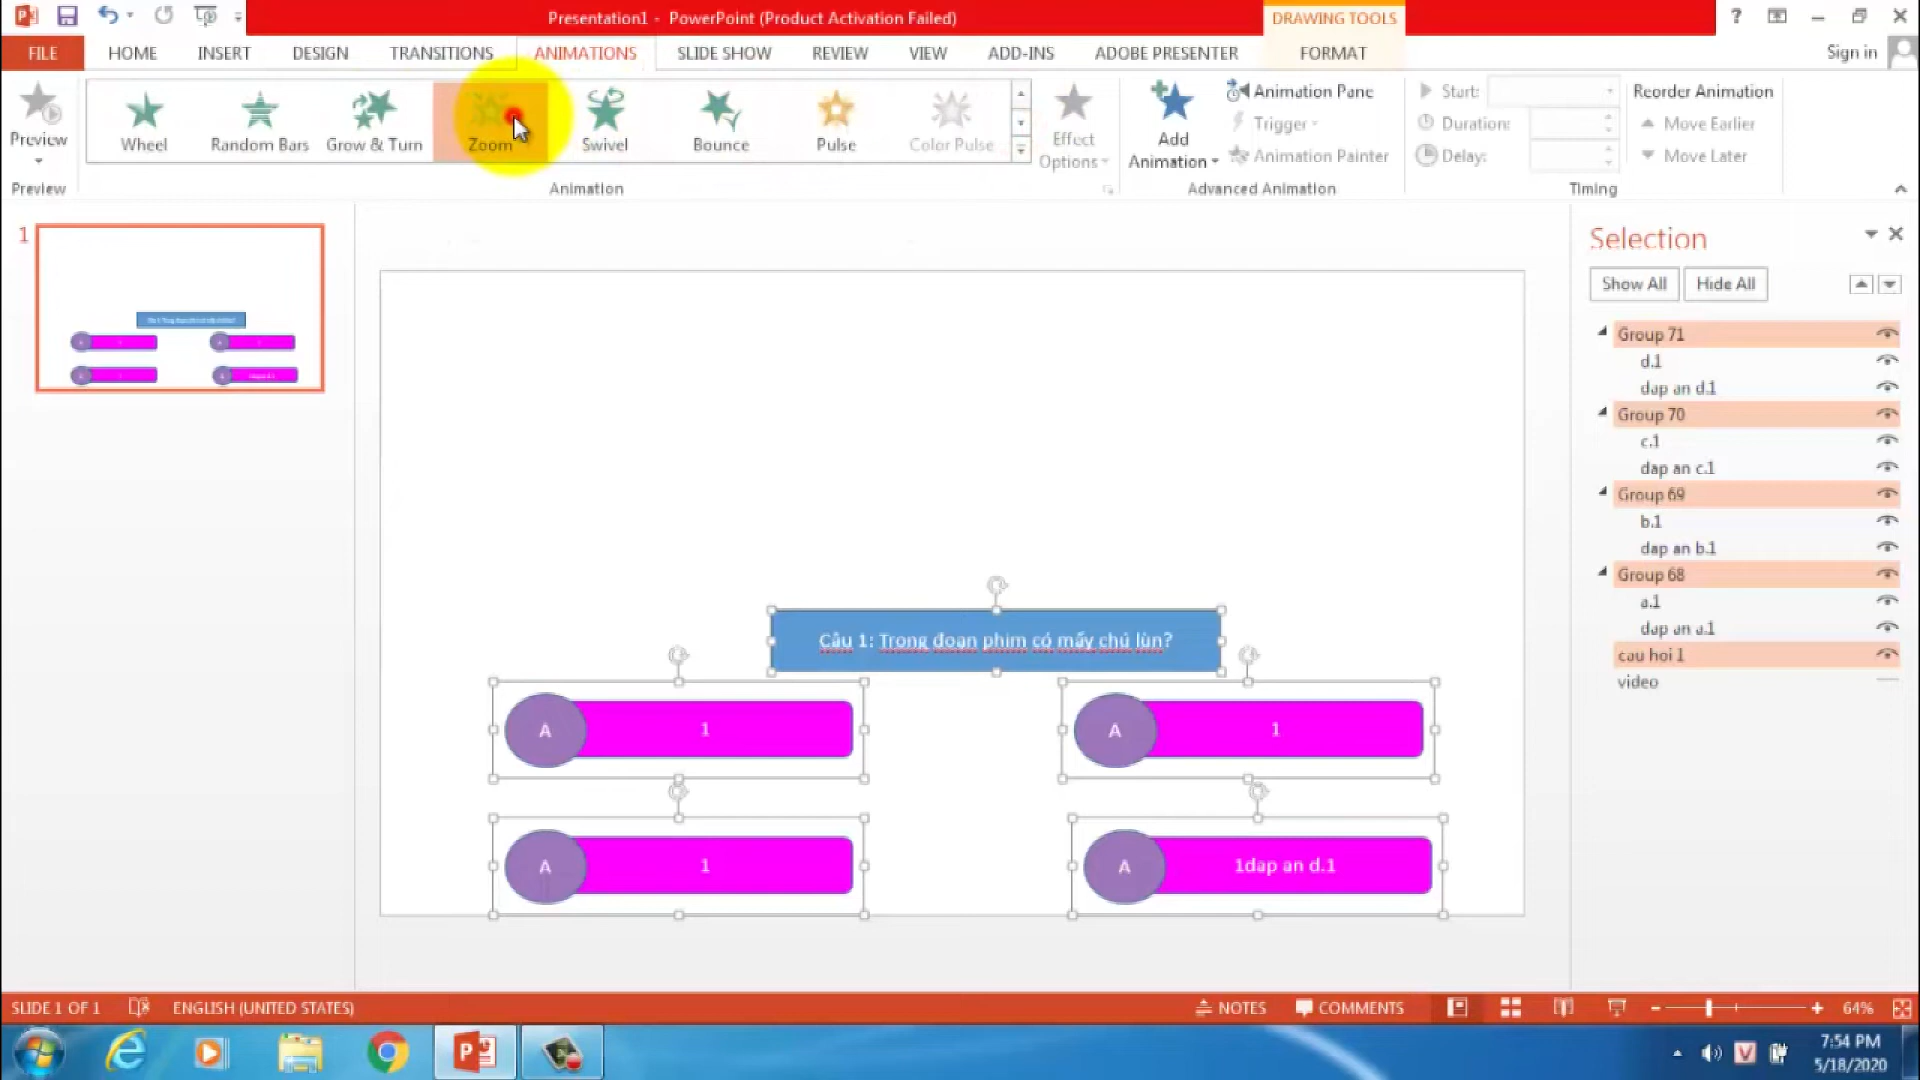 Presentation1 - PowerPoint (Product Activation Failed)
DRAWING TOOLS
FILE HOME INSERT DESIGN TRANSITIONS ANIMATIONS SLIDE SHOW REVIEW VIEW ADD-INS ADOBE PRESENTER FORMAT Sign in
Preview
Wheel Random Bars Grow & Turn Zoom Swivel Bounce Pulse Color Pulse
Effect Options
Add Animation
Animation Pane
Trigger
Animation Painter
Start:
Duration:
Delay:
Reorder Animation
Move Earlier
Move Later
Preview Animation Advanced Animation Timing
1
Selection
Show All Hide All
Group 71
d.1
dap an d.1
Group 70
c.1
dap an c.1
Group 69
b.1
dap an b.1
Group 68
a.1
dap an a.1
cau hoi 1
video
Câu 1: Trong đoạn phim có mấy chú lùn?
A 1
A 1
A 1
A 1dap an d.1
SLIDE 1 OF 1 ENGLISH (UNITED STATES) NOTES COMMENTS 64%
7:54 PM
5/18/2020